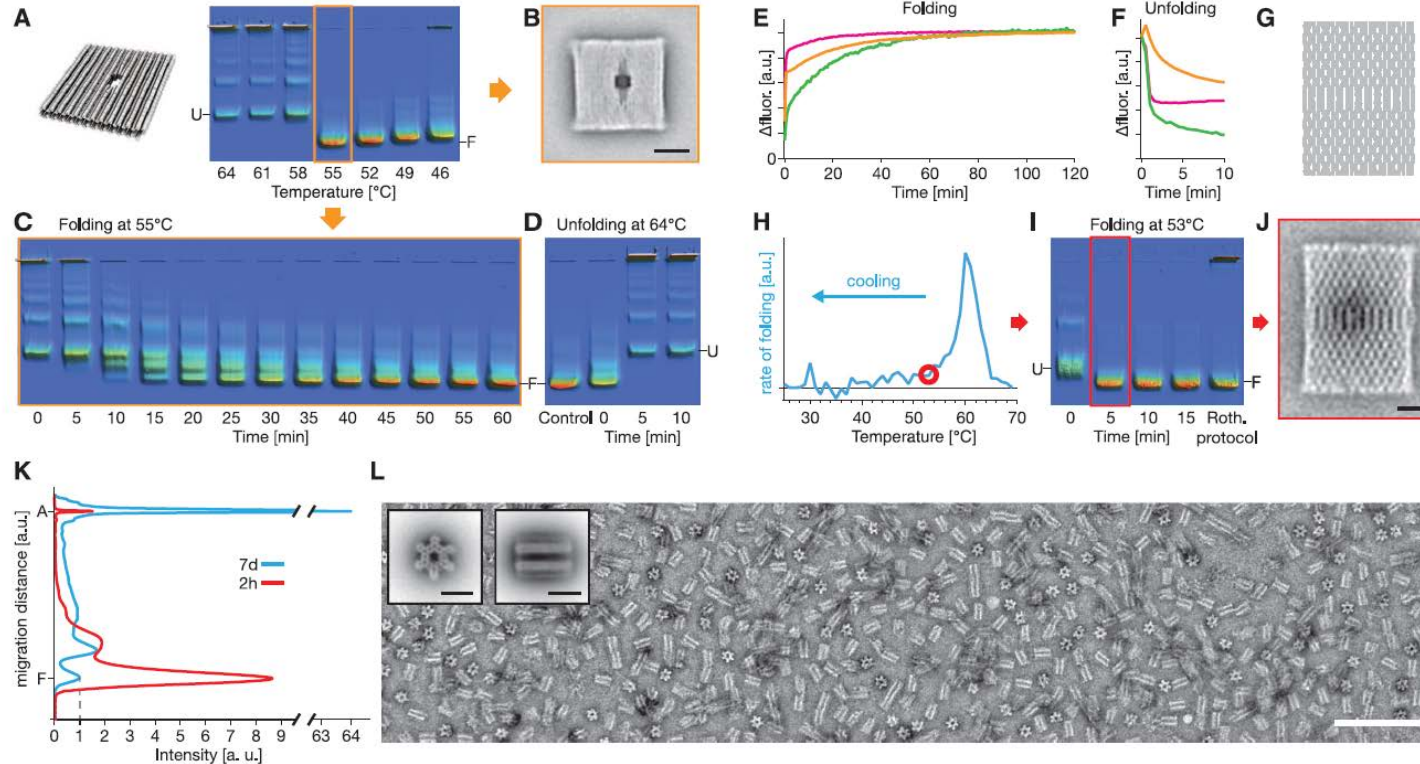 A
U
F
64 61 58 55 52 49 46
Temperature [°C]
B
C Folding at 55°C
0 5 10 15 20 25 30 35 40 45 50 55 60
Time [min]
D Unfolding at 64°C
U
F
Control 0 5 10
Time [min]
E Folding
Δfluor. [a.u.]
0
0 20 40 60 80 100 120
Time [min]
F Unfolding
Δfluor. [a.u.]
0 5 10
Time [min]
G
H
rate of folding [a.u.]
cooling
30 40 50 60 70
Temperature [°C]
I Folding at 53°C
U
F
0 5 10 15 Roth.
Time [min] protocol
J
K
migration distance [a.u.]
A
7d
2h
F
0 1 2 3 4 5 6 7 8 9 63 64
Intensity [a. u.]
L